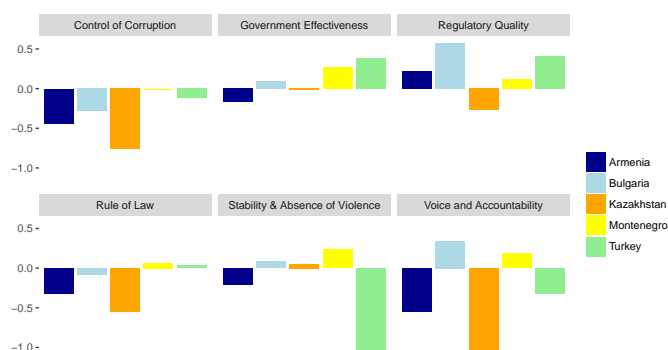 Control of Corruption
Government Effectiveness
Regulatory Quality
0.5
0.0
−0.5
−1.0
Rule of Law
Stability & Absence of Violence
Voice and Accountability
0.5
0.0
−0.5
−1.0
Armenia
Bulgaria
Kazakhstan
Montenegro
Turkey